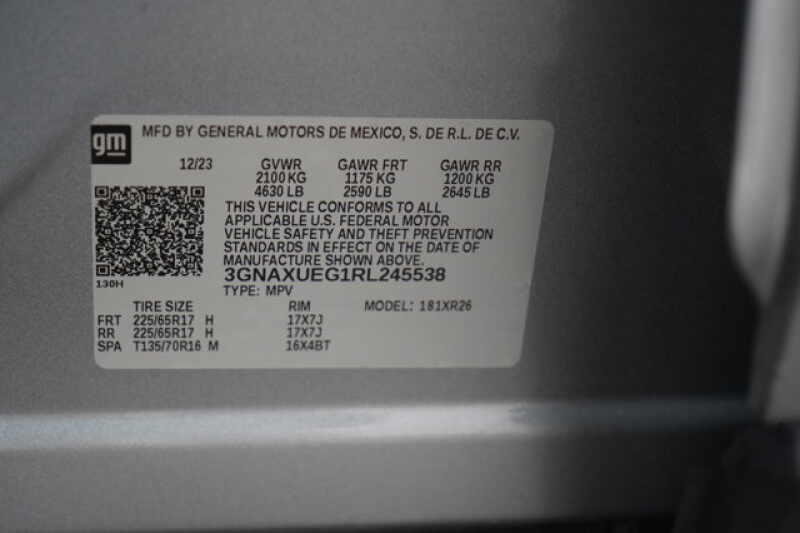 gm MFD BY GENERAL MOTORS DE MEXICO, S. DE R.L. DE C.V.
12/23 GVWR GAWR FRT GAWR RR
2100 KG 1175 KG 1200 KG
4630 LB 2590 LB 2645 LB
THIS VEHICLE CONFORMS TO ALL
APPLICABLE U.S. FEDERAL MOTOR
VEHICLE SAFETY AND THEFT PREVENTION
STANDARDS IN EFFECT ON THE DATE OF
MANUFACTURE SHOWN ABOVE.
3GNAXUEG1RL245538
130H
TYPE: MPV
TIRE SIZE RIM MODEL: 181XR26
FRT 225/65R17 H 17X7J
RR 225/65R17 H 17X7J
SPA T135/70R16 M 16X4BT